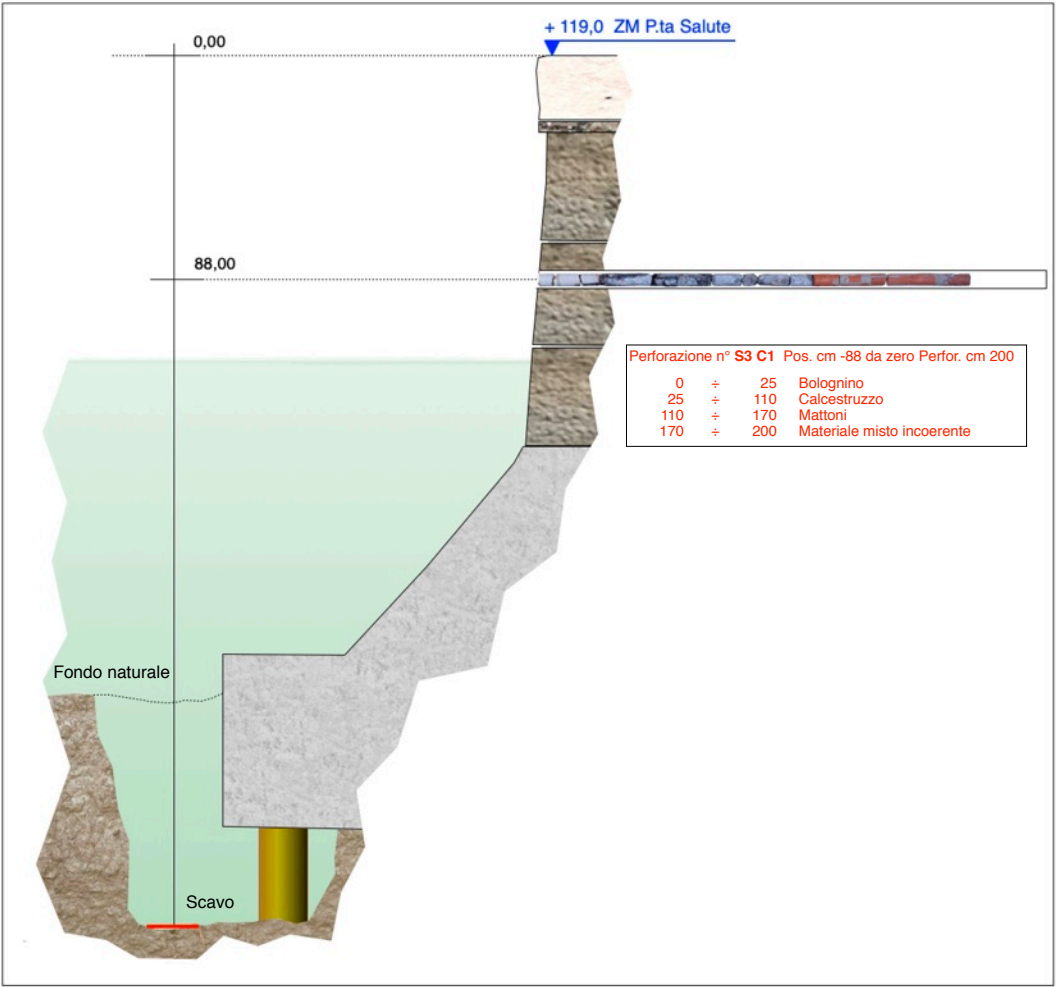 + 119,0 ZM P.ta Salute
0,00
88,00
Perforazione n° S3 C1 Pos. cm -88 da zero Perfor. cm 200
0 ÷ 25 Bolognino
25 ÷ 110 Calcestruzzo
110 ÷ 170 Mattoni
170 ÷ 200 Materiale misto incoerente
Fondo naturale
Scavo